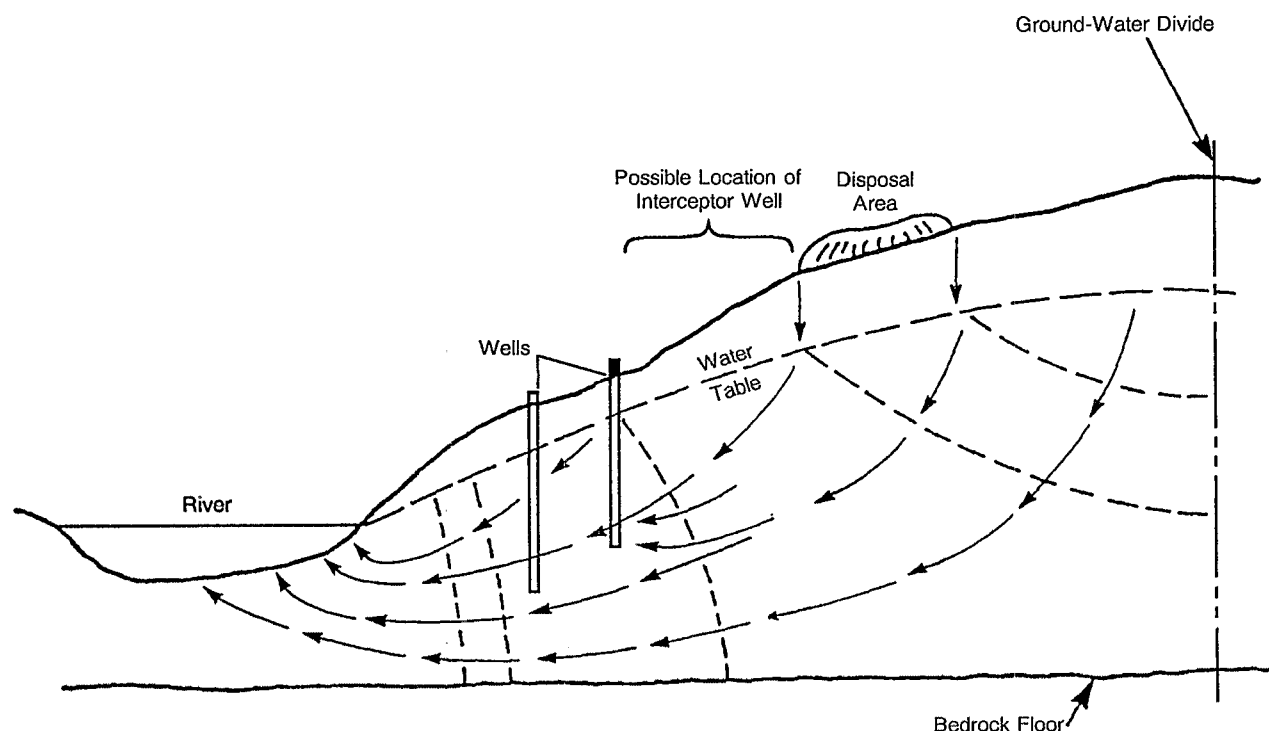 Ground-Water Divide
Possible Location of
Interceptor Well
Disposal
Area
Wells
Water
Table
River
Bedrock Floor